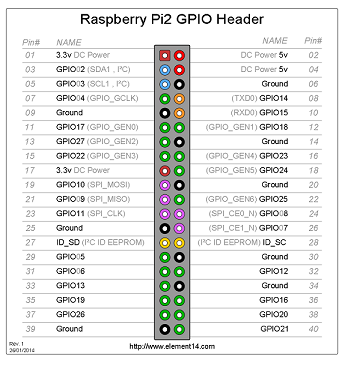 Raspberry Pi2 GPIO Header
Pin# NAME NAME Pin#
01 3.3v DC Power DC Power 5v 02
03 GPIO02 (SDA1 , I²C) DC Power 5v 04
05 GPIO03 (SCL1 , I²C) Ground 06
07 GPIO04 (GPIO_GCLK) (TXD0) GPIO14 08
09 Ground (RXD0) GPIO15 10
11 GPIO17 (GPIO_GEN0) (GPIO_GEN1) GPIO18 12
13 GPIO27 (GPIO_GEN2) Ground 14
15 GPIO22 (GPIO_GEN3) (GPIO_GEN4) GPIO23 16
17 3.3v DC Power (GPIO_GEN5) GPIO24 18
19 GPIO10 (SPI_MOSI) Ground 20
21 GPIO09 (SPI_MISO) (GPIO_GEN6) GPIO25 22
23 GPIO11 (SPI_CLK) (SPI_CE0_N) GPIO08 24
25 Ground (SPI_CE1_N) GPIO07 26
27 ID_SD (I²C ID EEPROM) (I²C ID EEPROM) ID_SC 28
29 GPIO05 Ground 30
31 GPIO06 GPIO12 32
33 GPIO13 Ground 34
35 GPIO19 GPIO16 36
37 GPIO26 GPIO20 38
39 Ground GPIO21 40
Rev. 1
26/01/2014
http://www.element14.com